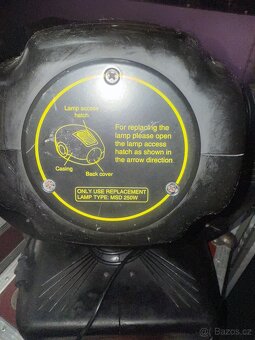 Lamp access
hatch
Casing
Back cover
For replacing the
lamp please open
the lamp access
hatch as shown in
the arrow direction
ONLY USE REPLACEMENT
LAMP TYPE: MSD 250W
Bazos.cz